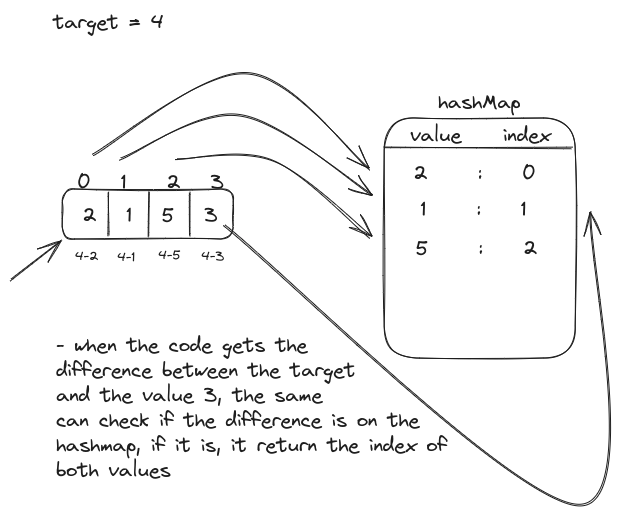 target = 4
hashMap
value index
2 : 0
1 : 1
5 : 2
0 1 2 3
2 1 5 3
4-2 4-1 4-5 4-3
- when the code gets the
difference between the target
and the value 3, the same
can check if the difference is on the
hashmap, if it is, it return the index of
both values